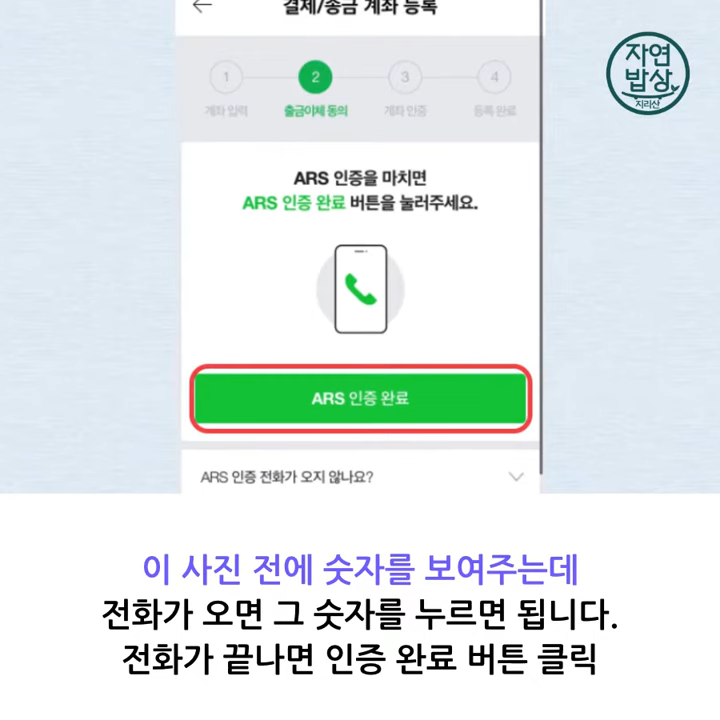 결제/송금 계좌 등록
자연
밥상
지리산
1
2
3
4
계좌 입력
출금이체 동의
계좌 인증
등록 완료
ARS 인증을 마치면
ARS 인증 완료 버튼을 눌러주세요.
ARS 인증 완료
ARS 인증 전화가 오지 않나요?
이 사진 전에 숫자를 보여주는데
전화가 오면 그 숫자를 누르면 됩니다.
전화가 끝나면 인증 완료 버튼 클릭